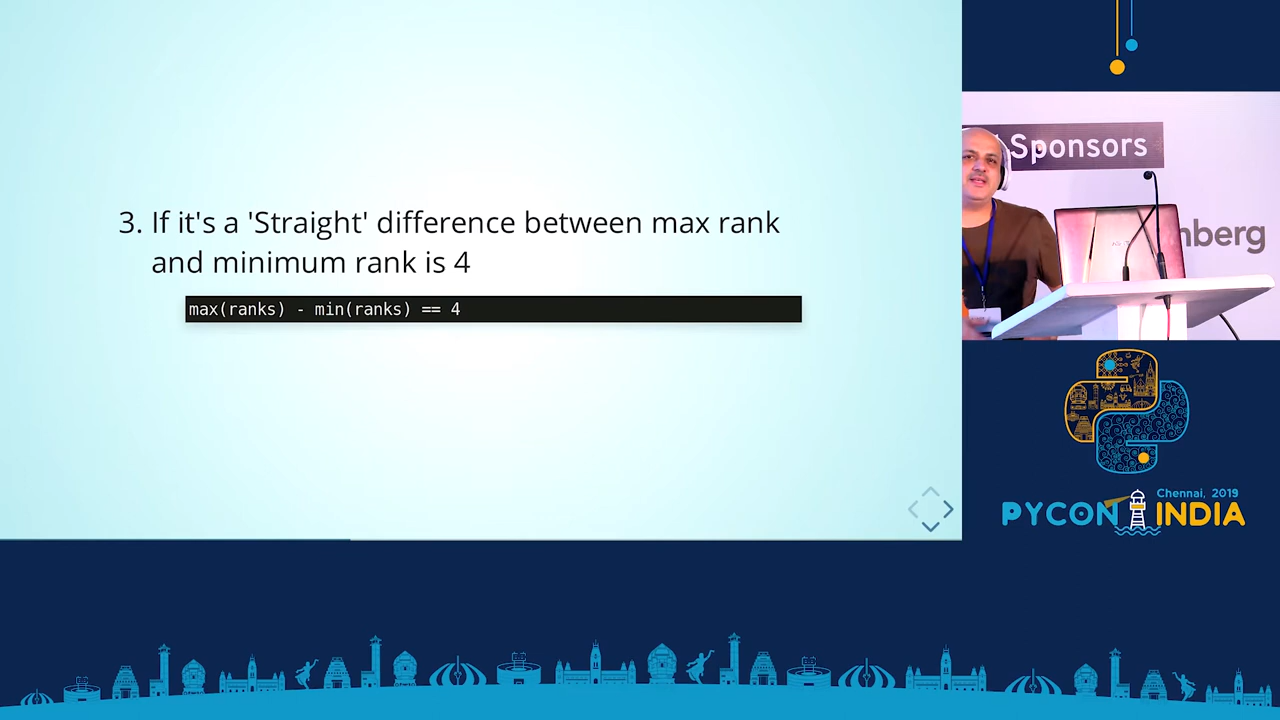 3. If it's a 'Straight' difference between max rank
and minimum rank is 4
max(ranks) - min(ranks) == 4
Sponsors
Chennai, 2019
PYCON INDIA